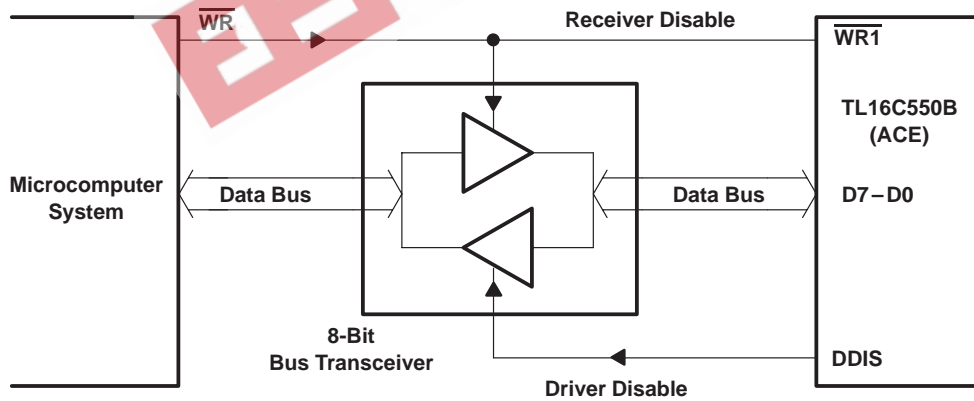 WR
Receiver Disable
WR1
TL16C550B
(ACE)
Microcomputer
System
Data Bus
Data Bus
D7–D0
8-Bit
Bus Transceiver
DDIS
Driver Disable